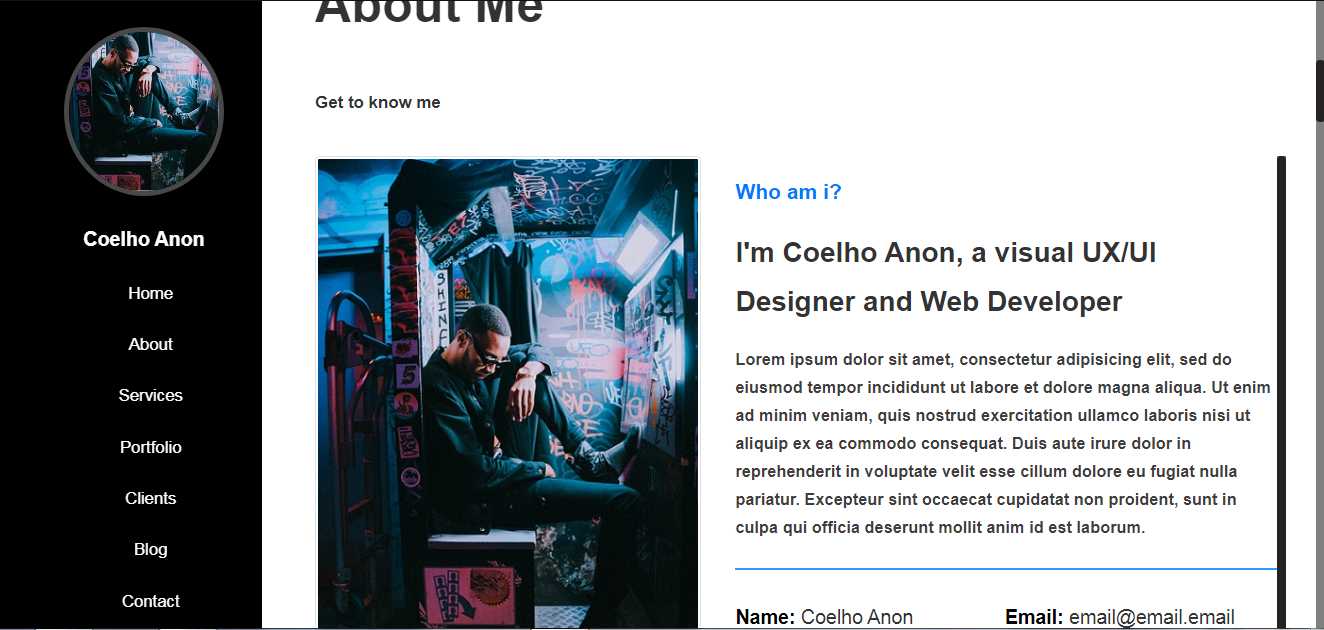 About Me
Get to know me
Coelho Anon
Home
About
Services
Portfolio
Clients
Blog
Contact
SHINE
5
Who am i?
I'm Coelho Anon, a visual UX/UI
Designer and Web Developer
Lorem ipsum dolor sit amet, consectetur adipisicing elit, sed do
eiusmod tempor incididunt ut labore et dolore magna aliqua. Ut enim
ad minim veniam, quis nostrud exercitation ullamco laboris nisi ut
aliquip ex ea commodo consequat. Duis aute irure dolor in
reprehenderit in voluptate velit esse cillum dolore eu fugiat nulla
pariatur. Excepteur sint occaecat cupidatat non proident, sunt in
culpa qui officia deserunt mollit anim id est laborum.
Name: Coelho Anon
Email: email@email.email